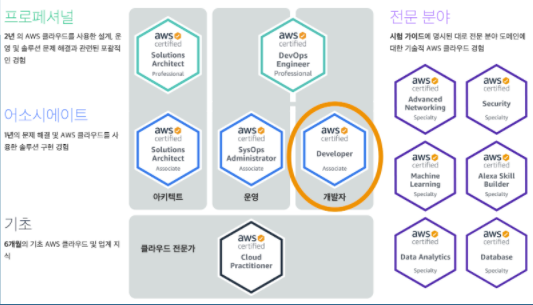 프로페셔널
2년 의 AWS 클라우드를 사용한 설계, 운
영 및 솔루션 문제 해결과 관련된 포괄적
인 경험
aws
certified
Solutions
Architect
Professional
aws
certified
DevOps
Engineer
Professional
어소시에이트
1년의 문제 해결 및 AWS 클라우드를 사
용한 솔루션 구현 경험
aws
certified
Solutions
Architect
Associate
아키텍트
aws
certified
SysOps
Administrator
Associate
운영
aws
certified
Developer
Associate
개발자
기초
6개월의 기초 AWS 클라우드 및 업계 지
식
클라우드 전문가
aws
certified
Cloud
Practitioner
전문 분야
시험 가이드에 명시된 대로 전문 분야 도메인에
대한 기술적 AWS 클라우드 경험
aws
certified
Advanced
Networking
Specialty
aws
certified
Security
Specialty
aws
certified
Machine
Learning
Specialty
aws
certified
Alexa Skill
Builder
Specialty
aws
certified
Data Analytics
Specialty
aws
certified
Database
Specialty